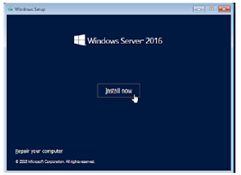 Windows Setup
Windows Server 2016
Install now
Repair your computer
© 2016 Microsoft Corporation. All rights reserved.